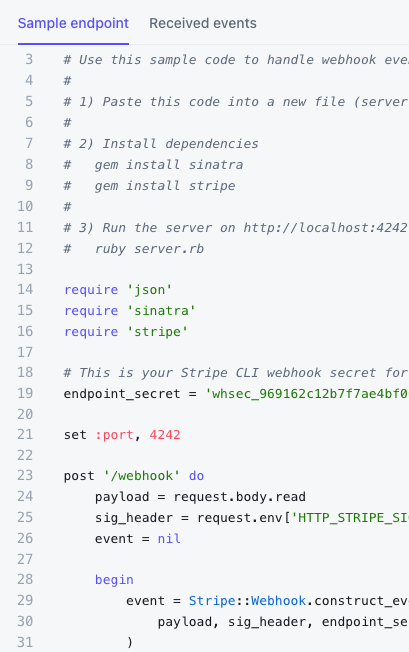 Sample endpoint Received events
3 # Use this sample code to handle webhook
4 #
5 # 1) Paste this code into a new file (server
6 #
7 # 2) Install dependencies
8 #   gem install sinatra
9 #   gem install stripe
10 #
11 # 3) Run the server on http://localhost:4242
12 #   ruby server.rb
13
14 require 'json'
15 require 'sinatra'
16 require 'stripe'
17
18 # This is your Stripe CLI webhook secret for
19 endpoint_secret = 'whsec_969162c12b7f7ae4bf0
20
21 set :port, 4242
22
23 post '/webhook' do
24     payload = request.body.read
25     sig_header = request.env['HTTP_STRIPE_SI
26     event = nil
27
28     begin
29         event = Stripe::Webhook.construct_eve
30             payload, sig_header, endpoint_se
31         )